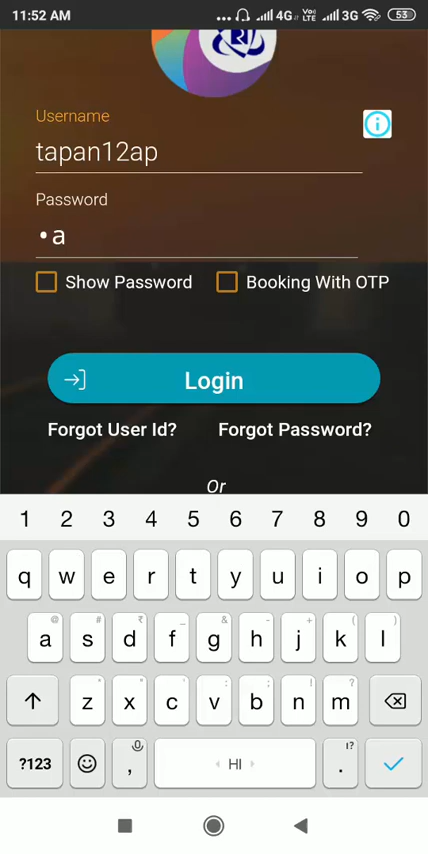 11:52 AM ... 4G Vo) LTE 3G 53
Username
tapan12ap
Password
•a
Show Password Booking With OTP
Login
Forgot User Id? Forgot Password?
Or
1 2 3 4 5 6 7 8 9 0
q w e r t y u i o p
@ # ₹ _ & - + ( )
a s d f g h j k l
" ' : ; ! ?
z x c v b n m
?123 , HI . !?